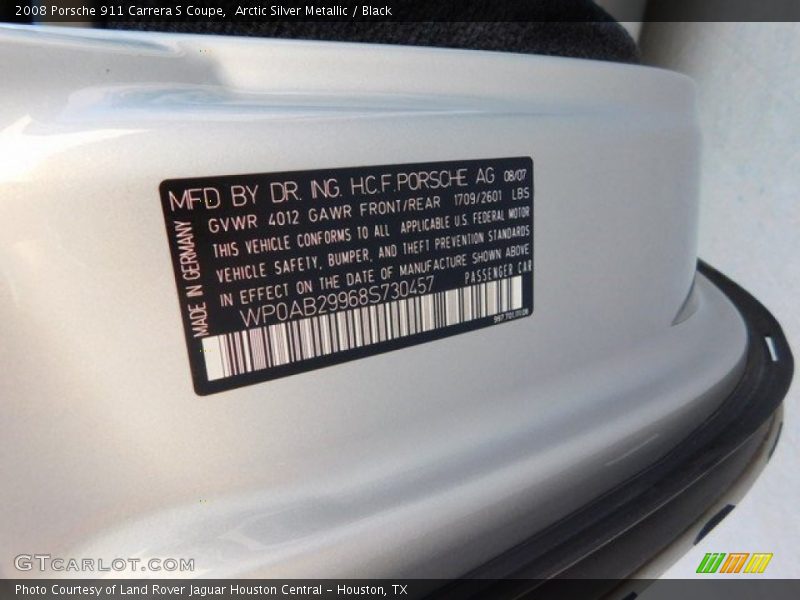 2008 Porsche 911 Carrera S Coupe,  Arctic Silver Metallic / Black
MFD BY DR. ING. H.C.F. PORSCHE AG 08/07
GVWR 4012 GAWR FRONT/REAR 1709/2601 LBS
THIS VEHICLE CONFORMS TO ALL APPLICABLE U.S. FEDERAL MOTOR
VEHICLE SAFETY, BUMPER, AND THEFT PREVENTION STANDARDS
IN EFFECT ON THE DATE OF MANUFACTURE SHOWN ABOVE
WP0AB29968S730457 PASSENGER CAR
MADE IN GERMANY
GTCARLOT.COM
Photo Courtesy of Land Rover Jaguar Houston Central - Houston, TX